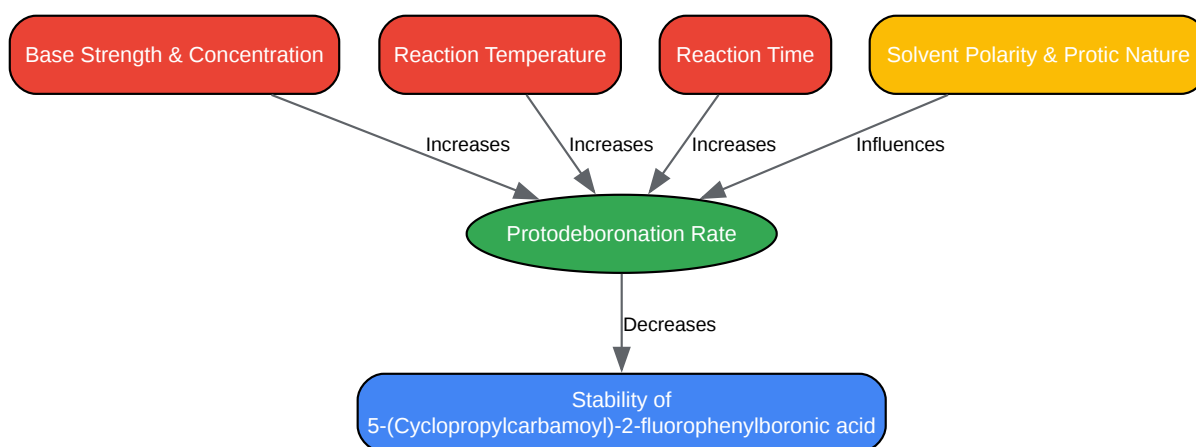 Base Strength & Concentration
Reaction Temperature
Reaction Time
Solvent Polarity & Protic Nature
Increases
Increases
Increases
Influences
Protodeboronation Rate
Decreases
Stability of
5-(Cyclopropylcarbamoyl)-2-fluorophenylboronic acid